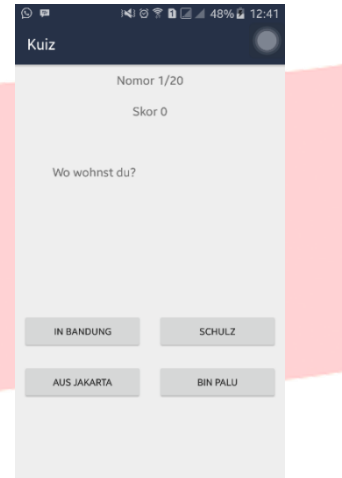 48% 12:41
Kuiz
Nomor 1/20
Skor 0
Wo wohnst du?
IN BANDUNG SCHULZ
AUS JAKARTA BIN PALU